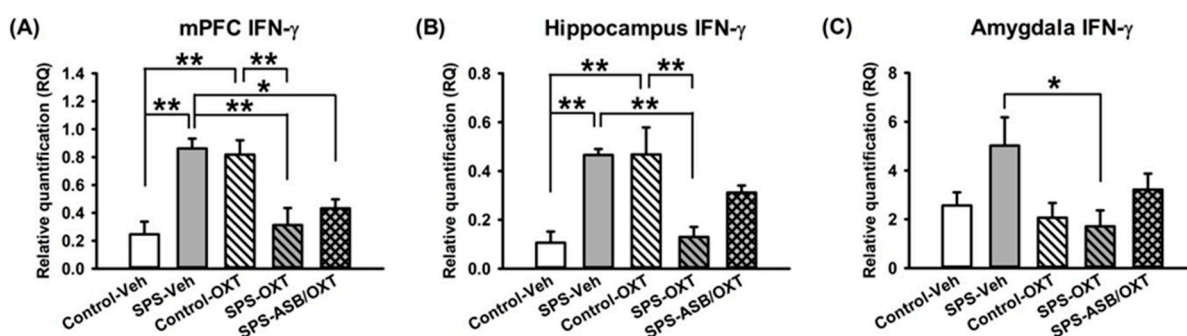 (A)
mPFC IFN-γ
Relative quantification (RQ)
1.4
1.2
1.0
0.8
0.6
0.4
0.2
0.0
**
**
**
*
**
Control-Veh
SPS-Veh
Control-OXT
SPS-OXT
SPS-ASB/OXT
(B)
Hippocampus IFN-γ
Relative quantification (RQ)
0.8
0.6
0.4
0.2
0.0
**
**
**
**
Control-Veh
SPS-Veh
Control-OXT
SPS-OXT
SPS-ASB/OXT
(C)
Amygdala IFN-γ
Relative quantification (RQ)
8
6
4
2
0
*
Control-Veh
SPS-Veh
Control-OXT
SPS-OXT
SPS-ASB/OXT